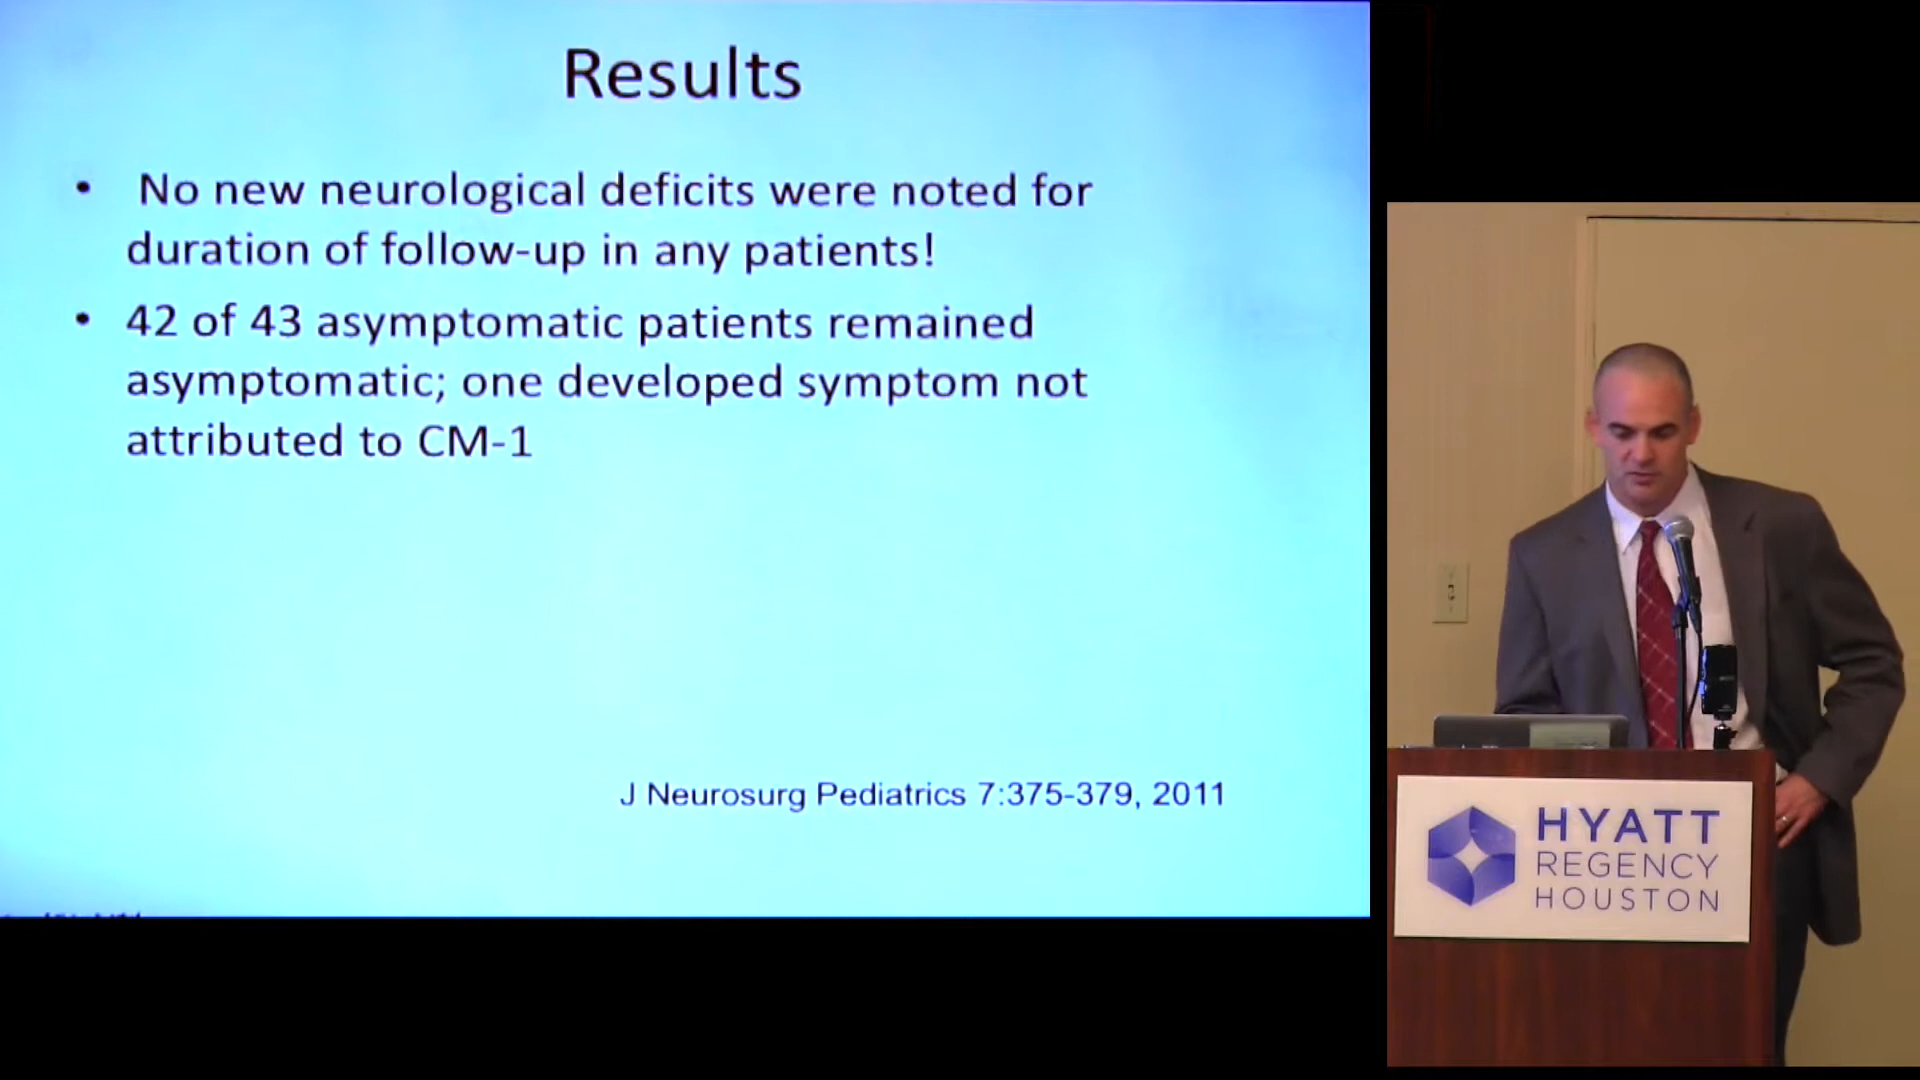 Results
• No new neurological deficits were noted for
duration of follow-up in any patients!
• 42 of 43 asymptomatic patients remained
asymptomatic; one developed symptom not
attributed to CM-1
J Neurosurg Pediatrics 7:375-379, 2011
HYATT
REGENCY
HOUSTON